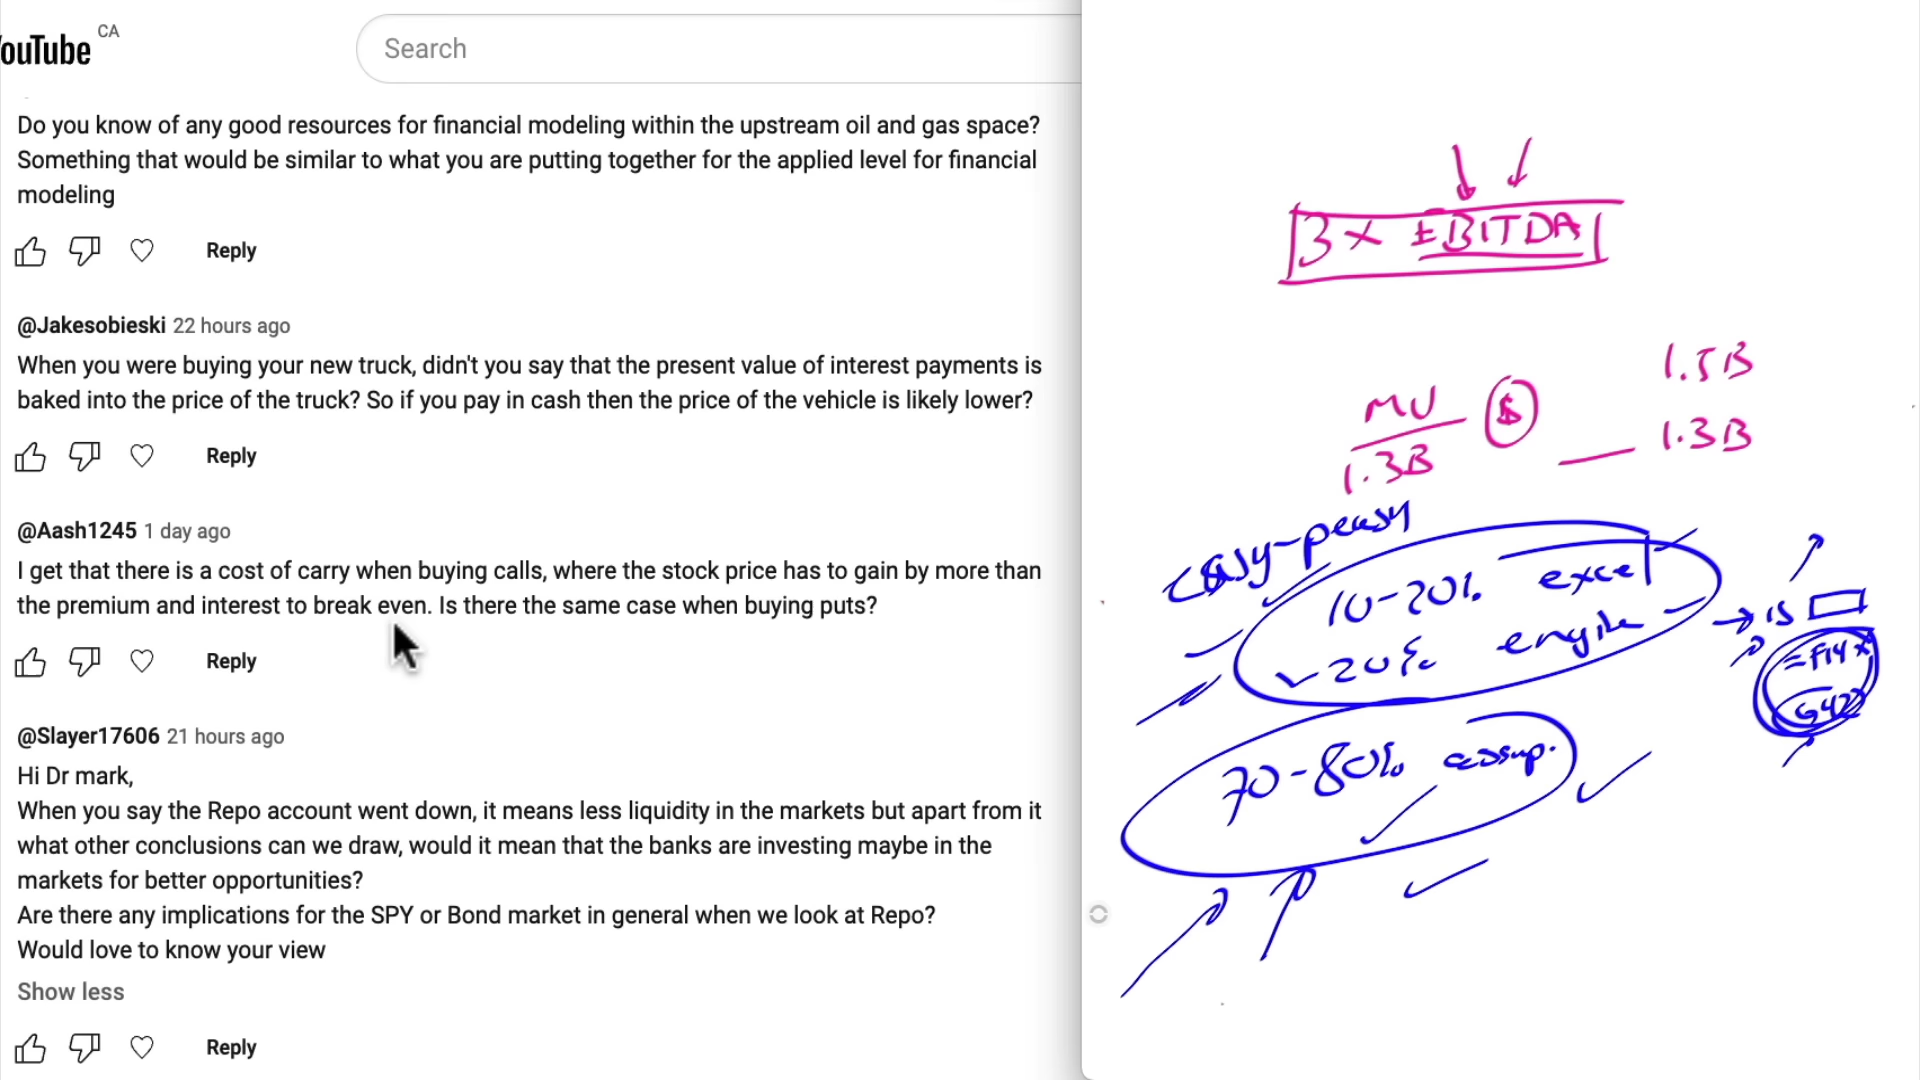 ouTube CA
Search
Do you know of any good resources for financial modeling within the upstream oil and gas space?
Something that would be similar to what you are putting together for the applied level for financial
modeling
Reply
@Jakesobieski 22 hours ago
When you were buying your new truck, didn't you say that the present value of interest payments is
baked into the price of the truck? So if you pay in cash then the price of the vehicle is likely lower?
Reply
@Aash1245 1 day ago
I get that there is a cost of carry when buying calls, where the stock price has to gain by more than
the premium and interest to break even. Is there the same case when buying puts?
Reply
@Slayer17606 21 hours ago
Hi Dr mark,
When you say the Repo account went down, it means less liquidity in the markets but apart from it
what other conclusions can we draw, would it mean that the banks are investing maybe in the
markets for better opportunities?
Are there any implications for the SPY or Bond market in general when we look at Repo?
Would love to know your view
Show less
Reply
3 x EBITDA
1.5B
MV $
1.3B
1.3B
easy-peasy
10-20% excel
20% engine
IS
=F14 x
G42
70-80% assump.